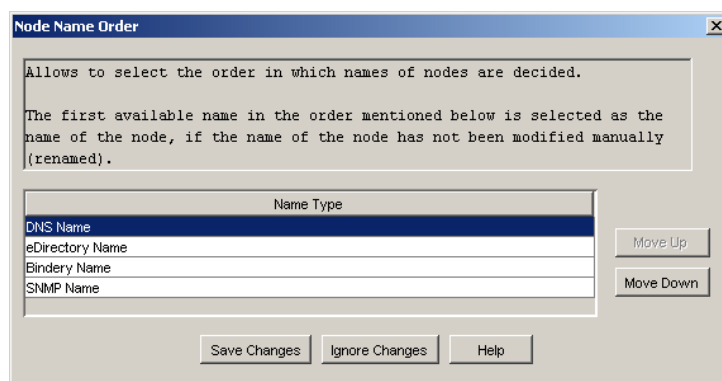 Node Name Order
Allows to select the order in which names of nodes are decided.
The first available name in the order mentioned below is selected as the
name of the node, if the name of the node has not been modified manually
(renamed).
Name Type
DNS Name
eDirectory Name
Bindery Name
SNMP Name
Move Up
Move Down
Save Changes
Ignore Changes
Help